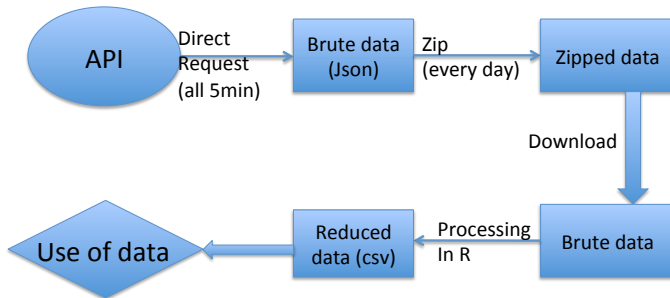 API
Direct
Request
(all 5min)
Brute data
(Json)
Zip
(every day)
Zipped data
Download
Brute data
Processing
In R
Reduced
data (csv)
Use of data